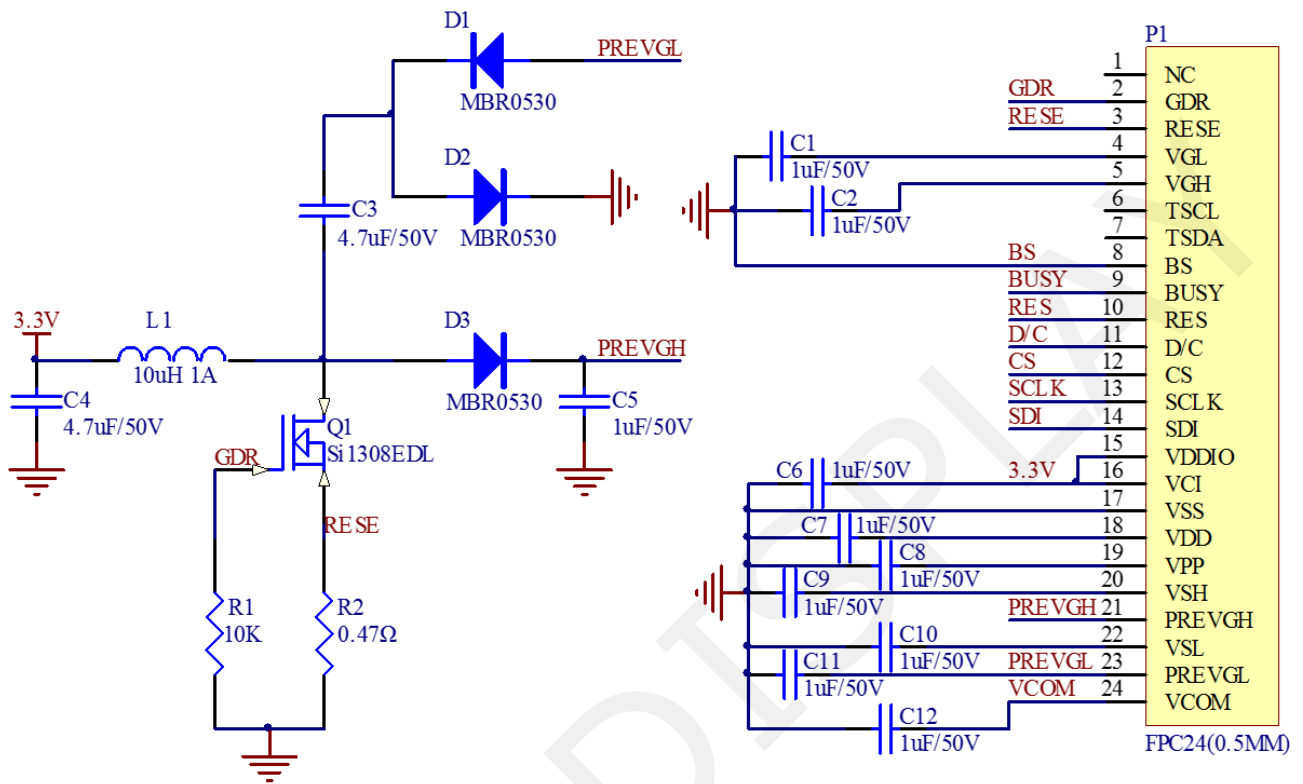 D1
PREVGL
MBR0530
D2
MBR0530
C3
4.7uF/50V
3.3V
L1
10uH 1A
D3
PREVGH
MBR0530
C4
4.7uF/50V
C5
1uF/50V
Q1
Si1308EDL
GDR
RESE
R1
10K
R2
0.47Ω
P1
1 NC
GDR 2 GDR
RESE 3 RESE
C1
1uF/50V
4 VGL
5 VGH
C2
1uF/50V
6 TSCL
7 TSDA
BS 8 BS
BUSY 9 BUSY
RES 10 RES
D/C 11 D/C
CS 12 CS
SCLK 13 SCLK
SDI 14 SDI
15 VDDIO
C6 1uF/50V 3.3V 16 VCI
17 VSS
C7 1uF/50V 18 VDD
C8
1uF/50V
19 VPP
C9
1uF/50V
20 VSH
PREVGH 21 PREVGH
C10
1uF/50V
22 VSL
C11
1uF/50V
PREVGL 23 PREVGL
VCOM 24 VCOM
C12
1uF/50V
FPC24(0.5MM)
DISPLAY